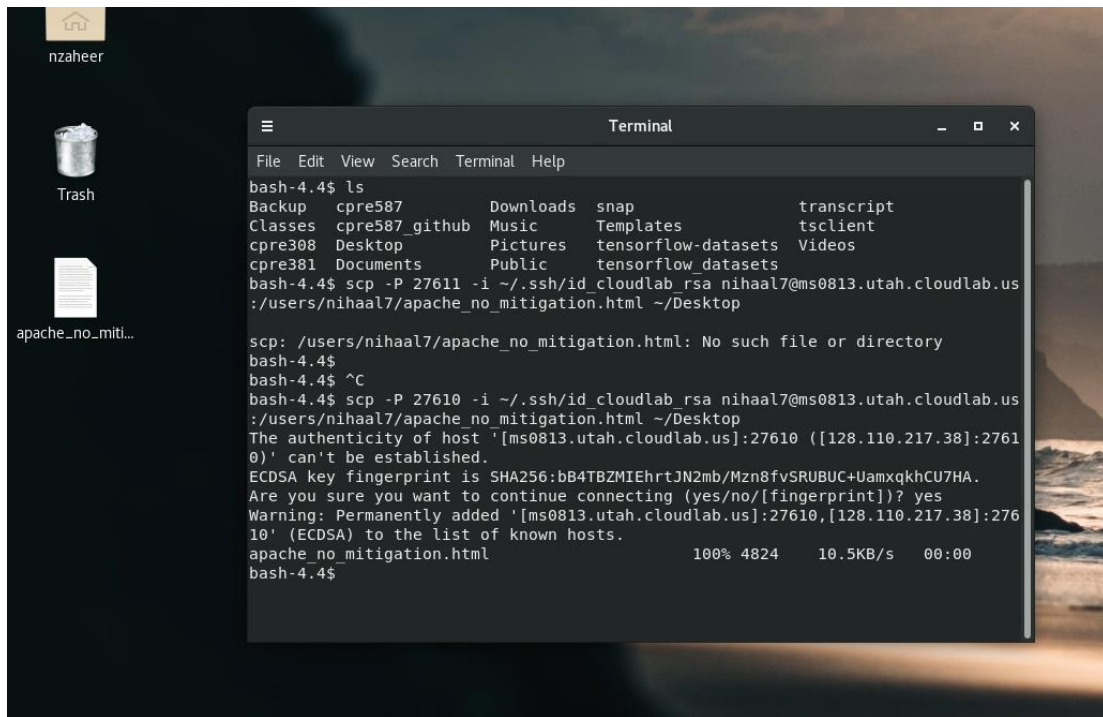 nzaheer
Trash
apache_no_miti...
Terminal
File Edit View Search Terminal Help
bash-4.4$ ls
Backup cpre587 Downloads snap transcript
Classes cpre587_github Music Templates tsclient
cpre308 Desktop Pictures tensorflow-datasets Videos
cpre381 Documents Public tensorflow_datasets
bash-4.4$ scp -P 27611 -i ~/.ssh/id_cloudlab_rsa nihaal7@ms0813.utah.cloudlab.us
:/users/nihaal7/apache_no_mitigation.html ~/Desktop
scp: /users/nihaal7/apache_no_mitigation.html: No such file or directory
bash-4.4$
bash-4.4$ ^C
bash-4.4$ scp -P 27610 -i ~/.ssh/id_cloudlab_rsa nihaal7@ms0813.utah.cloudlab.us
:/users/nihaal7/apache_no_mitigation.html ~/Desktop
The authenticity of host '[ms0813.utah.cloudlab.us]:27610 ([128.110.217.38]:2761
0)' can't be established.
ECDSA key fingerprint is SHA256:bB4TBZMIEhrtJN2mb/Mzn8fvSRUBUC+UamxqkhCU7HA.
Are you sure you want to continue connecting (yes/no/[fingerprint])? yes
Warning: Permanently added '[ms0813.utah.cloudlab.us]:27610,[128.110.217.38]:276
10' (ECDSA) to the list of known hosts.
apache_no_mitigation.html 100% 4824 10.5KB/s 00:00
bash-4.4$